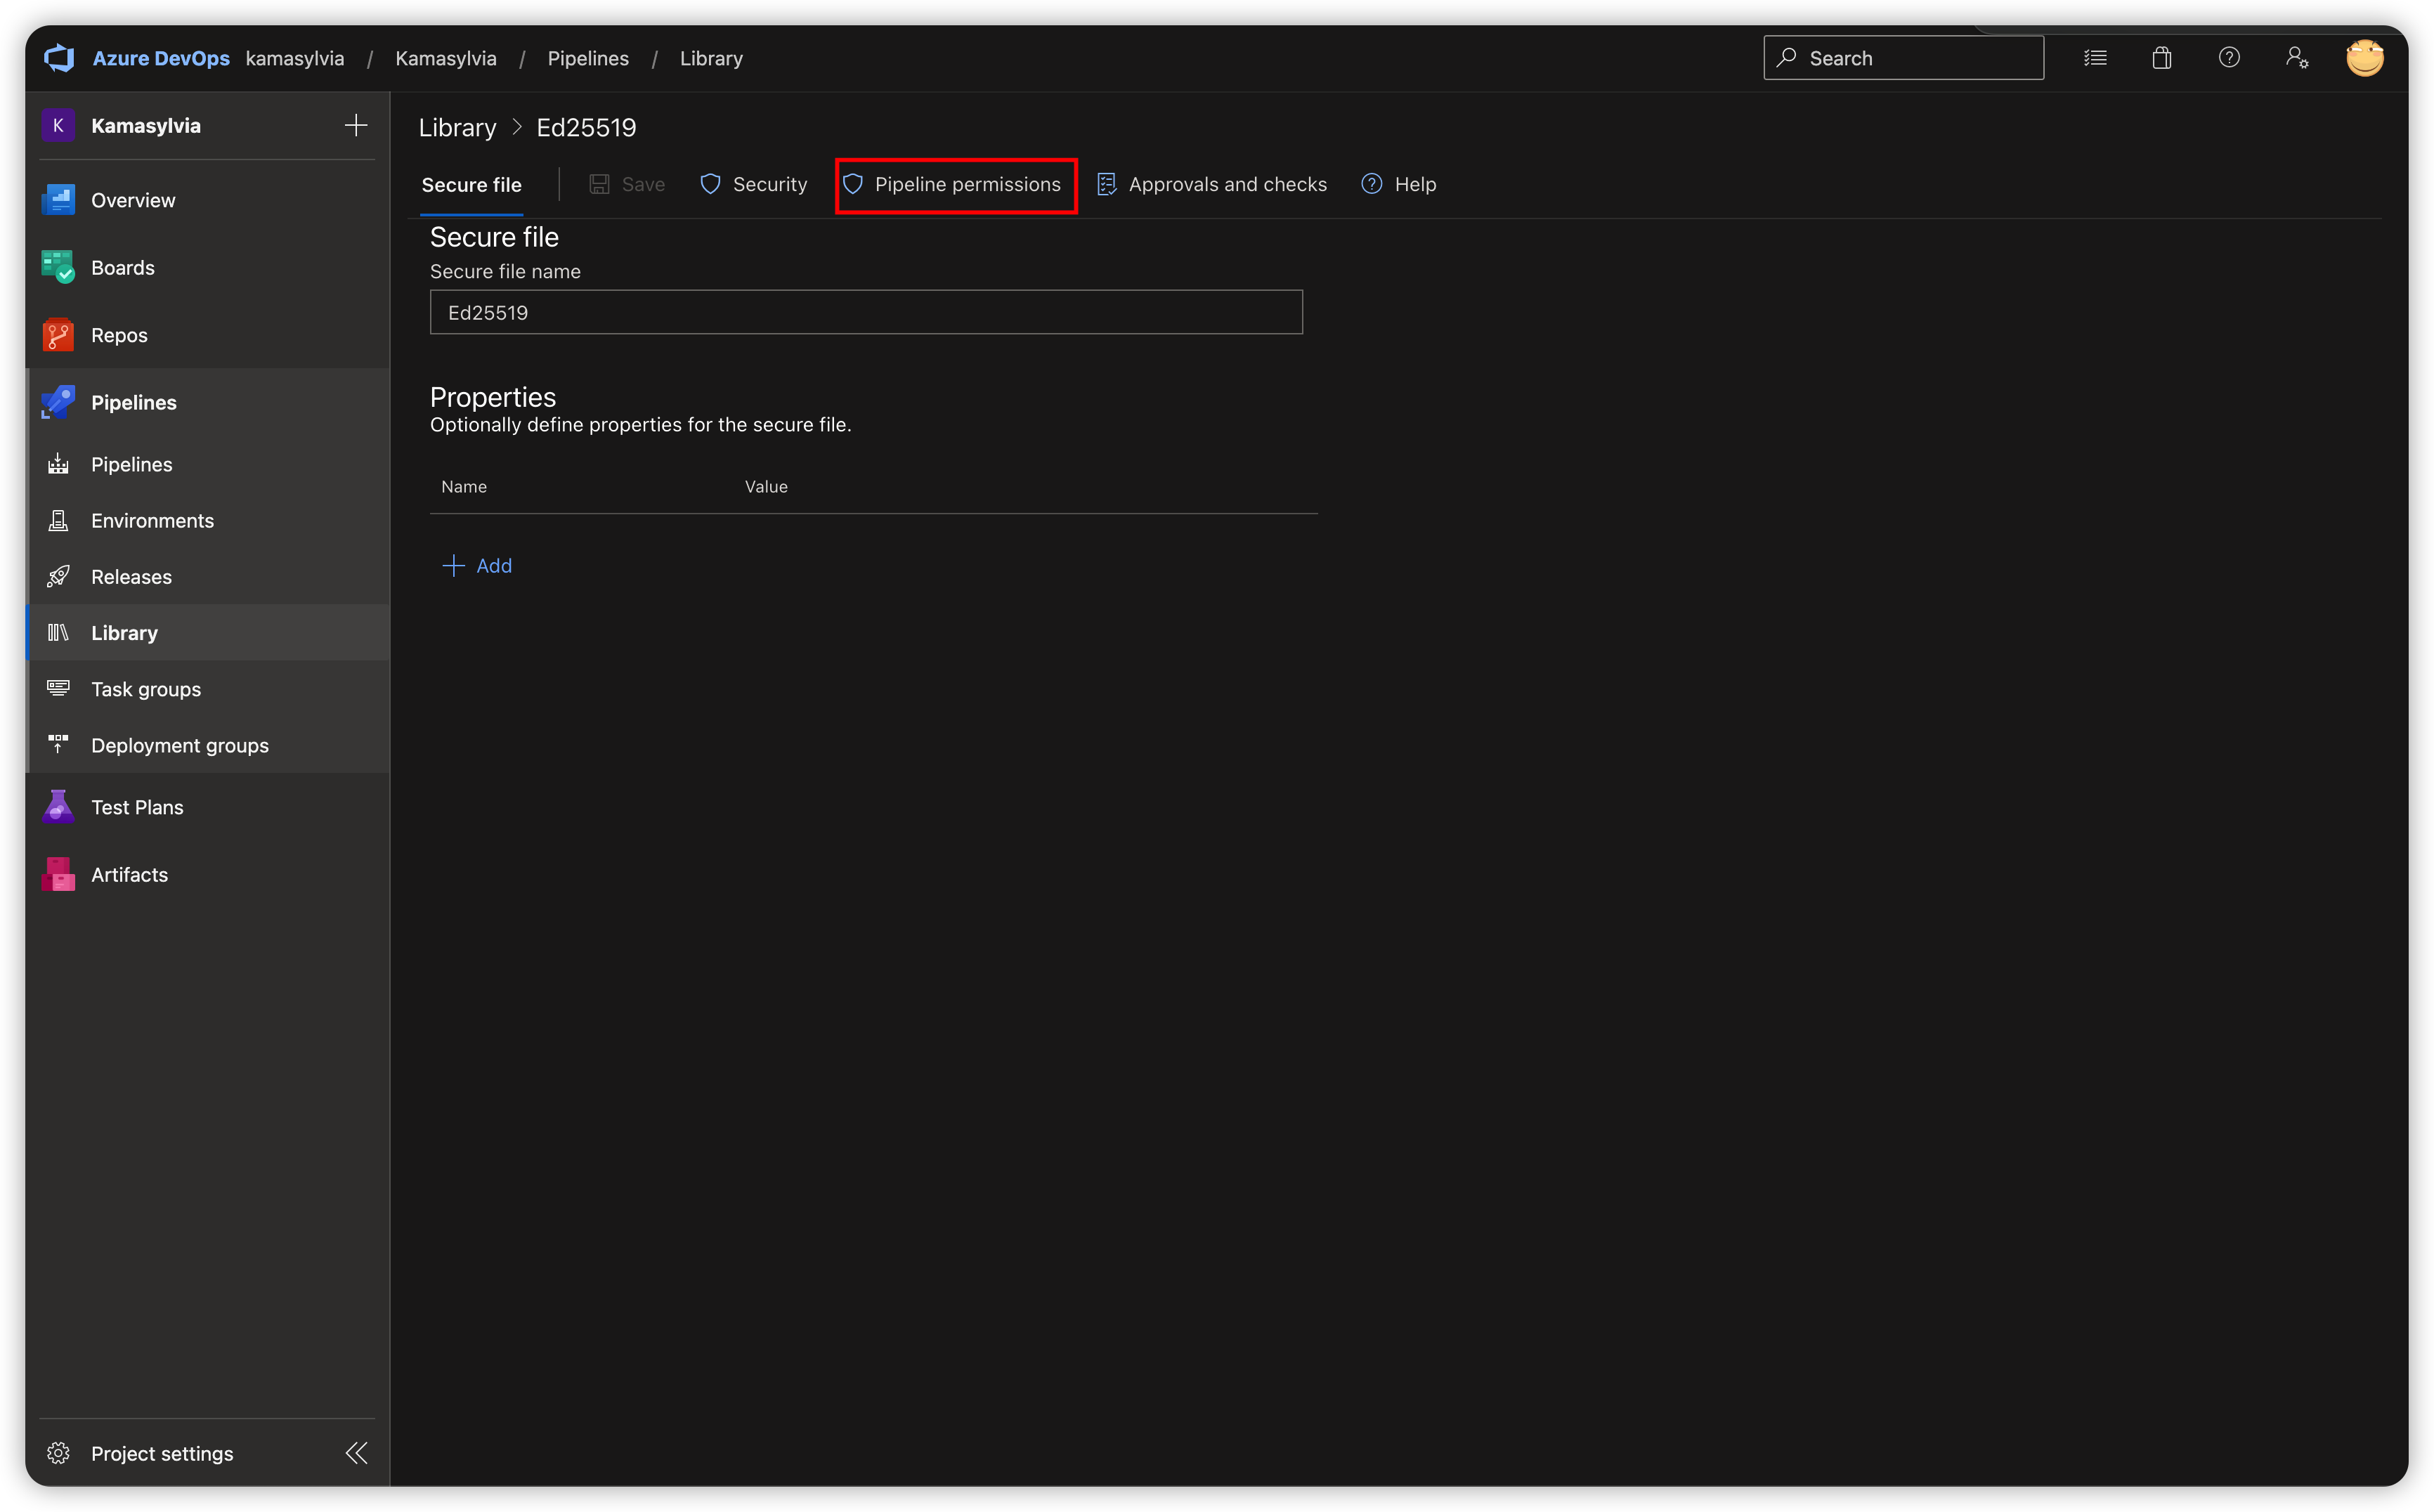 Azure DevOps kamasylvia / Kamasylvia / Pipelines / Library
Search
K Kamasylvia
Overview
Boards
Repos
Pipelines
Pipelines
Environments
Releases
Library
Task groups
Deployment groups
Test Plans
Artifacts
Project settings
Library > Ed25519
Secure file Save Security Pipeline permissions Approvals and checks Help
Secure file
Secure file name
Ed25519
Properties
Optionally define properties for the secure file.
Name Value
Add